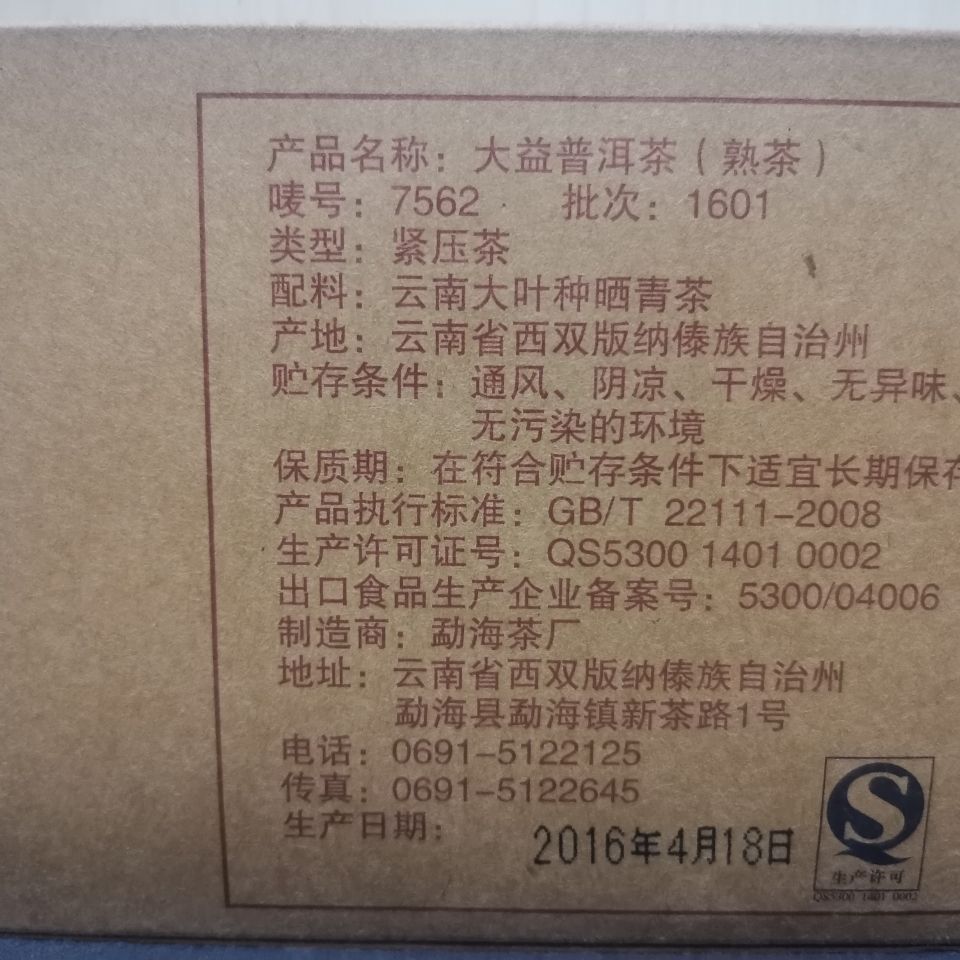 产品名称：大益普洱茶（熟茶）
唛号：7562 批次：1601
类型：紧压茶
配料：云南大叶种晒青茶
产地：云南省西双版纳傣族自治州
贮存条件：通风、阴凉、干燥、无异味、
无污染的环境
保质期：在符合贮存条件下适宜长期保存
产品执行标准：GB/T 22111-2008
生产许可证号：QS5300 1401 0002
出口食品生产企业备案号：5300/04006
制造商：勐海茶厂
地址：云南省西双版纳傣族自治州
勐海县勐海镇新茶路1号
电话：0691-5122125
传真：0691-5122645
生产日期：2016年4月18日
生产许可
QS5300 1401 0002